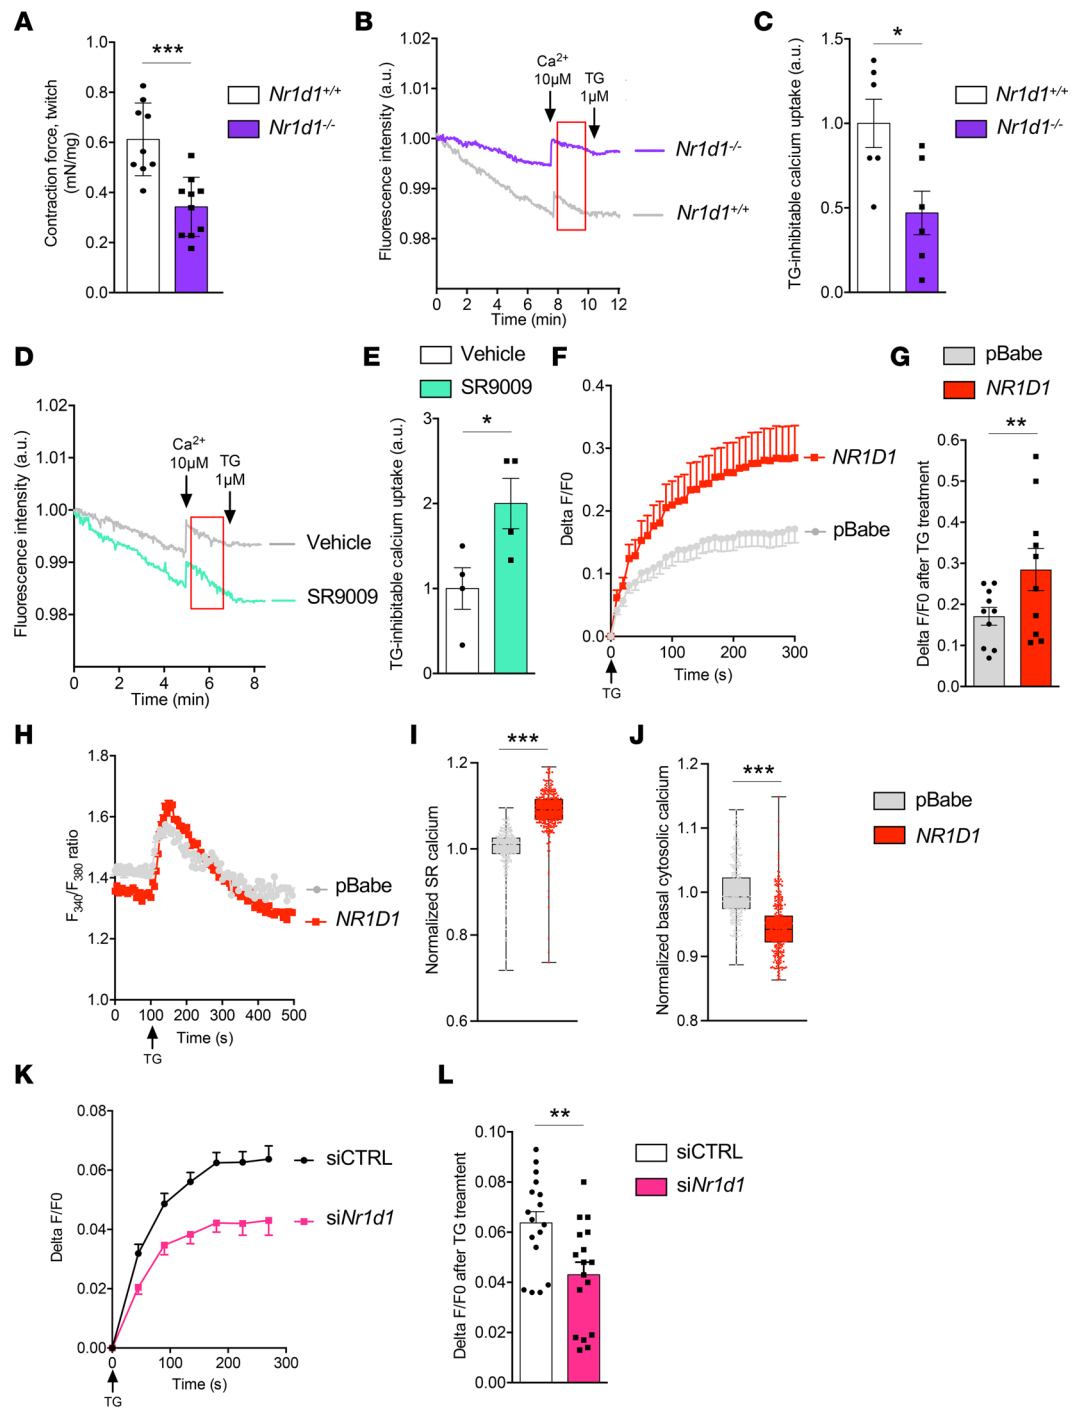 A
Contraction force, twitch
(mN/mg)
1.0
0.8
0.6
0.4
0.2
0.0
***
Nr1d1+/+
Nr1d1-/-
B
Fluorescence intensity (a.u.)
1.02
1.01
1.00
0.99
0.98
Ca2+
10µM
TG
1µM
Nr1d1-/-
Nr1d1+/+
0 2 4 6 8 10 12
Time (min)
C
TG-inhibitable calcium uptake (a.u.)
1.5
1.0
0.5
0.0
*
Nr1d1+/+
Nr1d1-/-
D
Fluorescence intensity (a.u.)
1.02
1.01
1.00
0.99
0.98
Ca2+
10µM
TG
1µM
Vehicle
SR9009
0 2 4 6 8
Time (min)
E
Vehicle
SR9009
TG-inhibitable calcium uptake (a.u.)
3
2
1
0
*
F
Delta F/F0
0.4
0.3
0.2
0.1
0.0
NR1D1
pBabe
0 100 200 300
Time (s)
TG
G
pBabe
NR1D1
Delta F/F0 after TG treatment
0.6
0.5
0.4
0.3
0.2
0.1
0.0
**
H
F340/F380 ratio
1.8
1.6
1.4
1.2
1.0
pBabe
NR1D1
0 100 200 300 400 500
Time (s)
TG
I
Normalized SR calcium
1.2
1.0
0.8
0.6
***
J
Normalized basal cytosolic calcium
1.2
1.1
1.0
0.9
0.8
***
pBabe
NR1D1
K
Delta F/F0
0.08
0.06
0.04
0.02
0.00
siCTRL
siNr1d1
0 100 200 300
Time (s)
TG
L
Delta F/F0 after TG treamtent
0.10
0.08
0.06
0.04
0.02
0.00
**
siCTRL
siNr1d1